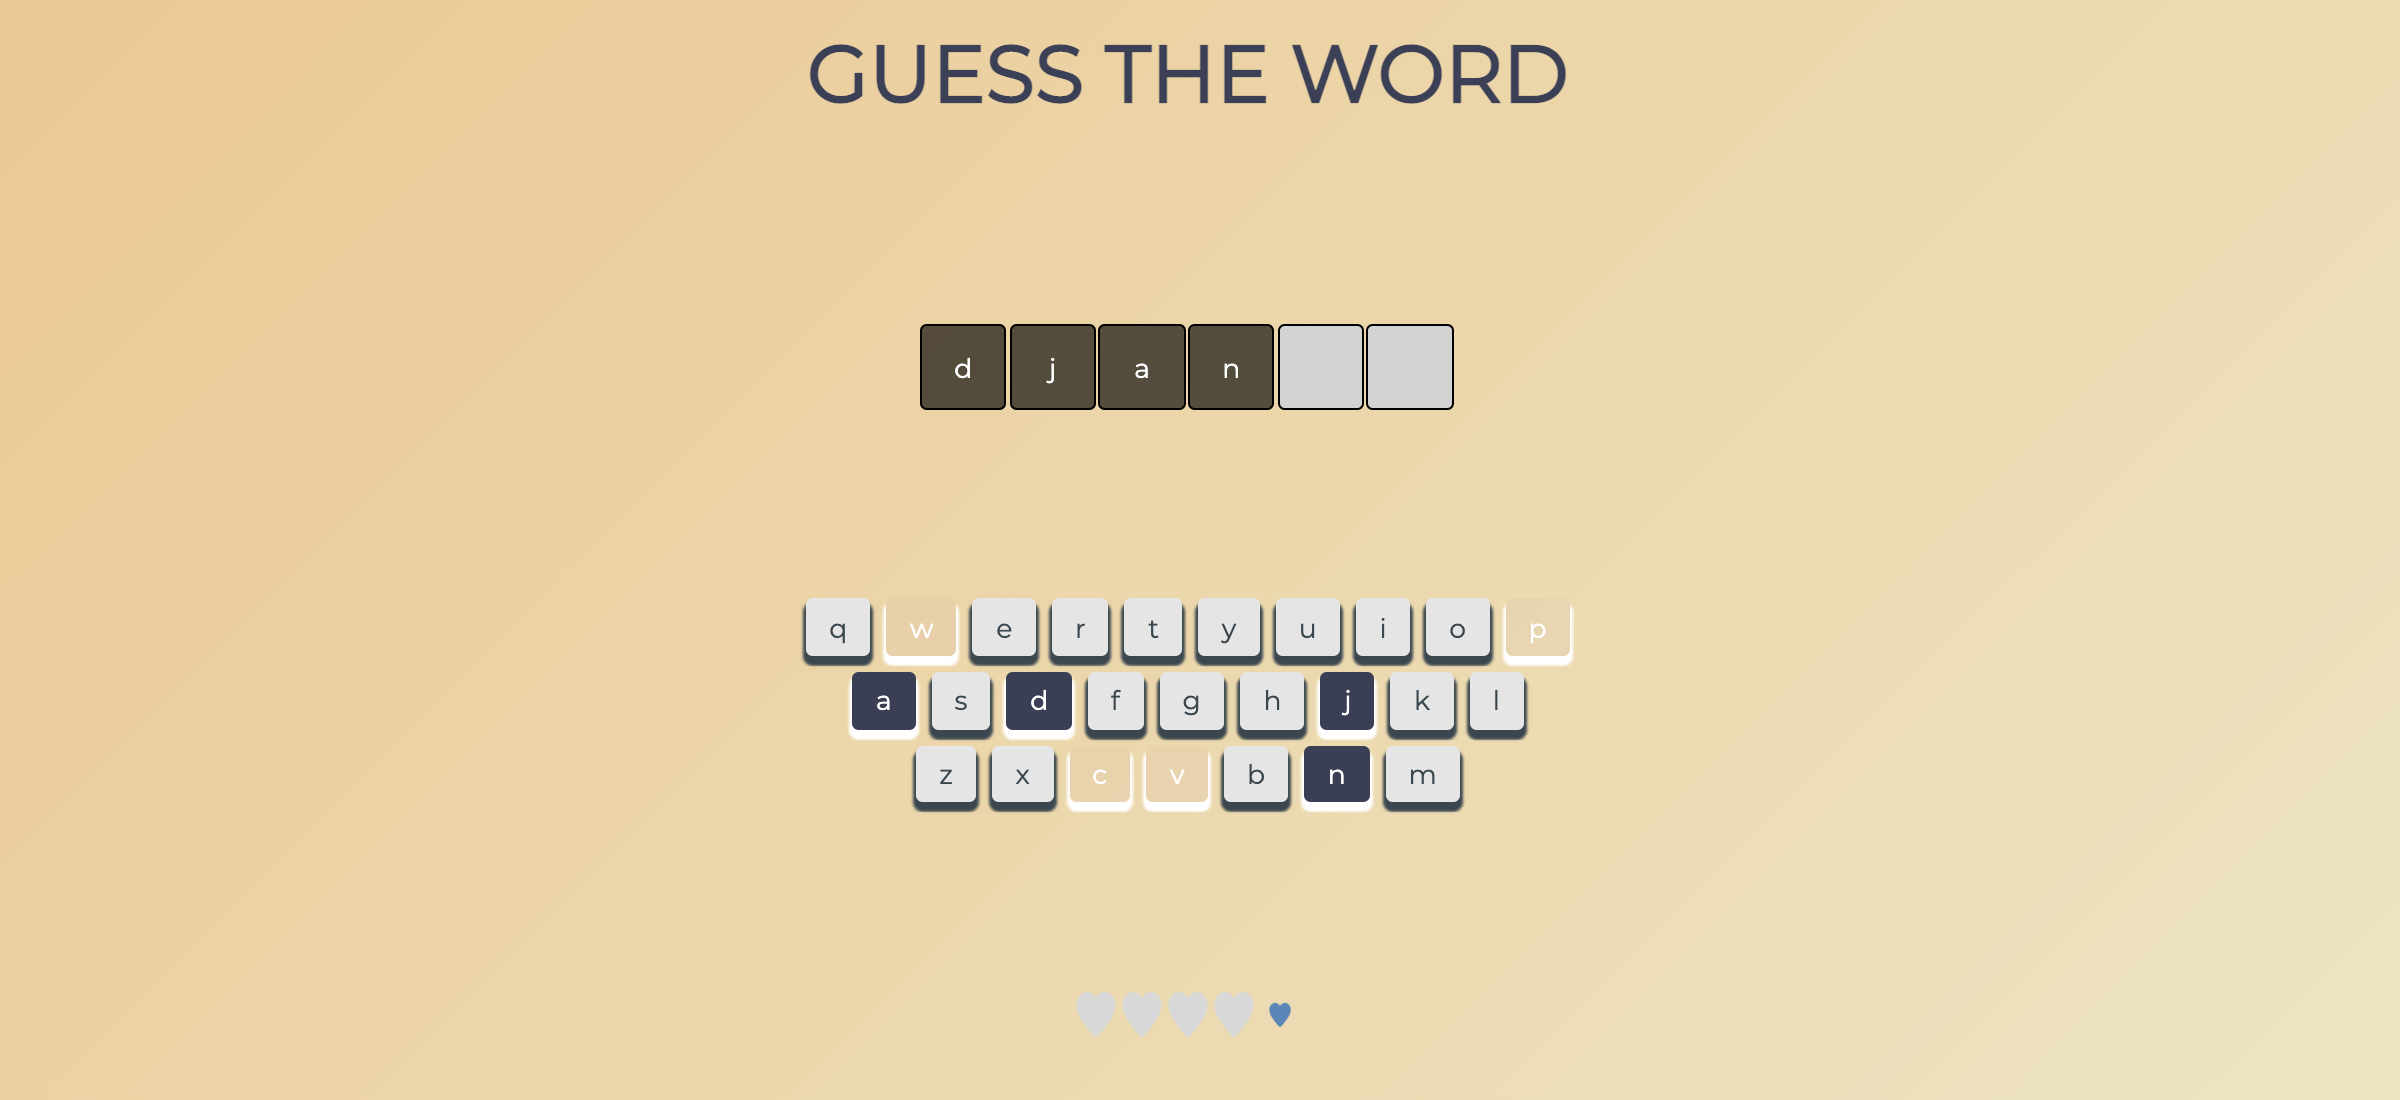 GUESS THE WORD
d j a n
q w e r t y u i o p
a s d f g h j k l
z x c v b n m